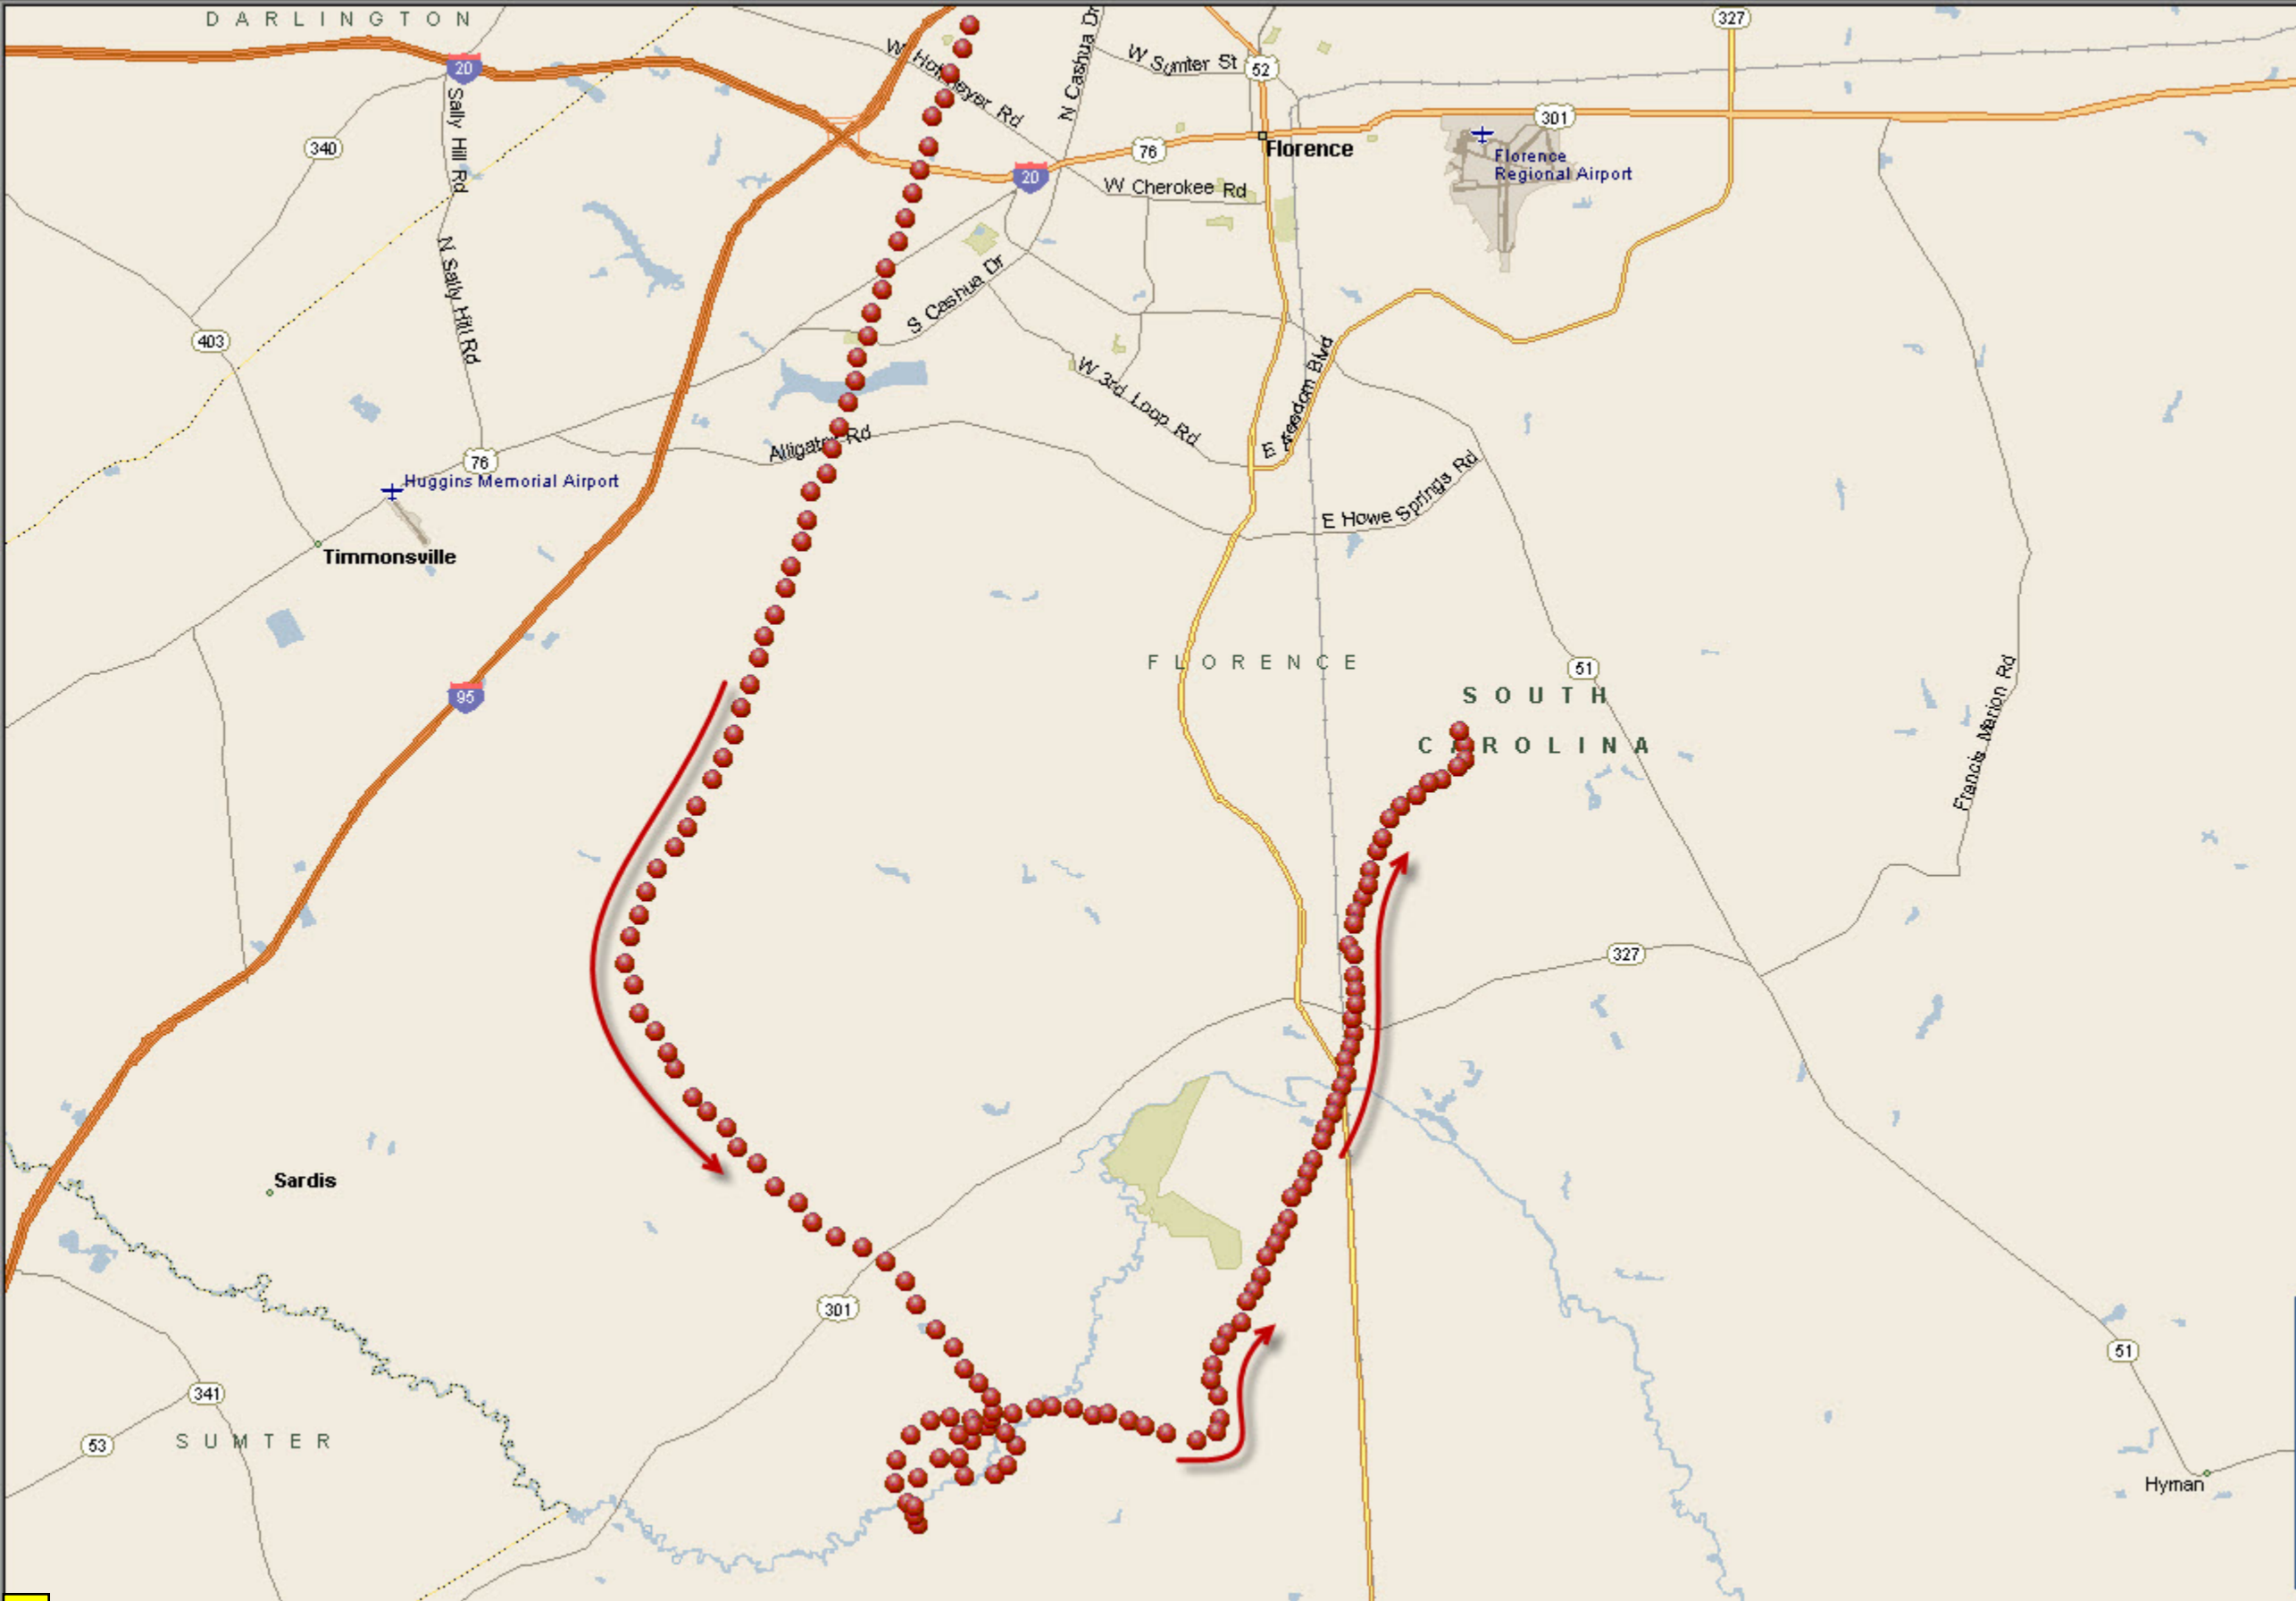 DARLINGTON
327
W Hoffmeyer Rd
N Cashua Dr
W Sumter St
52
20
Sally Hill Rd
301
340
76
Florence
Florence
Regional Airport
20
W Cherokee Rd
N Sally Hill Rd
S Cashua Dr
403
E Freedom Blvd
W 3rd Loop Rd
Alligator Rd
76
Huggins Memorial Airport
E Howe Springs Rd
Timmonsville
FLORENCE
51
SOUTH
CAROLINA
95
Francis Marion Rd
327
Sardis
301
51
341
SUMTER
53
Hyman